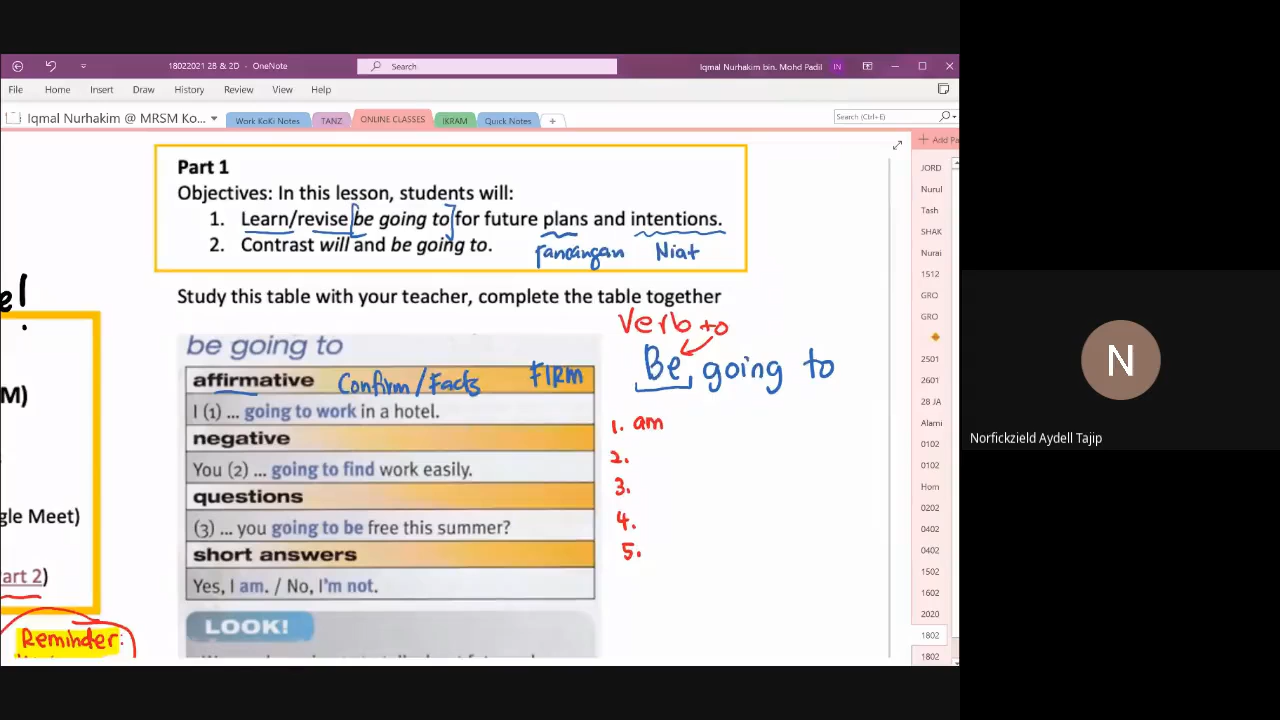 18022021 2B & 2D - OneNote
Search
Iqmal Nurhakim bin. Mohd Padil
IN
File Home Insert Draw History Review View Help
Iqmal Nurhakim @ MRSM Ko...
Work KoKi Notes
TANZ
ONLINE CLASSES
IKRAM
Quick Notes
Search (Ctrl+E)
Add Pa
Part 1
Objectives: In this lesson, students will:
1. Learn/revise be going to for future plans and intentions.
2. Contrast will and be going to.
rancangan Niat
Study this table with your teacher, complete the table together
Verb to
Be going to
be going to
affirmative Confirm/Facts FIRM
I (1) ... going to work in a hotel.
negative
You (2) ... going to find work easily.
questions
(3) ... you going to be free this summer?
short answers
Yes, I am. / No, I'm not.
LOOK!
1. am
2.
3.
4.
5.
e!
M)
gle Meet)
art 2)
Reminder:
JORD
Nurul
Tash
SHAK
Nurai
1512
GRO
GRO
2501
2601
28 JA
Alami
0102
0102
Hom
0202
0402
0402
1502
1602
2020
1802
1802
N
Norfickzield Aydell Tajip